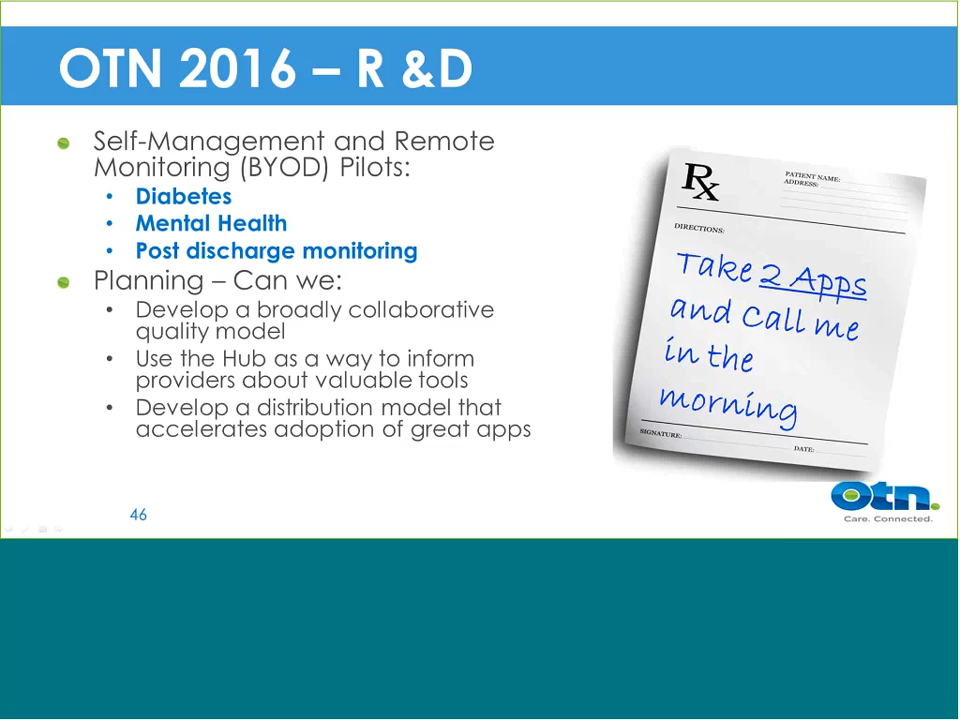 OTN 2016 – R &D
Self-Management and Remote
Monitoring (BYOD) Pilots:
Diabetes
Mental Health
Post discharge monitoring
Planning – Can we:
Develop a broadly collaborative
quality model
Use the Hub as a way to inform
providers about valuable tools
Develop a distribution model that
accelerates adoption of great apps
Rx
PATIENT NAME:
ADDRESS:
DIRECTIONS:
Take 2 Apps
and Call me
in the
morning
SIGNATURE:
DATE:
46
otn.
Care. Connected.